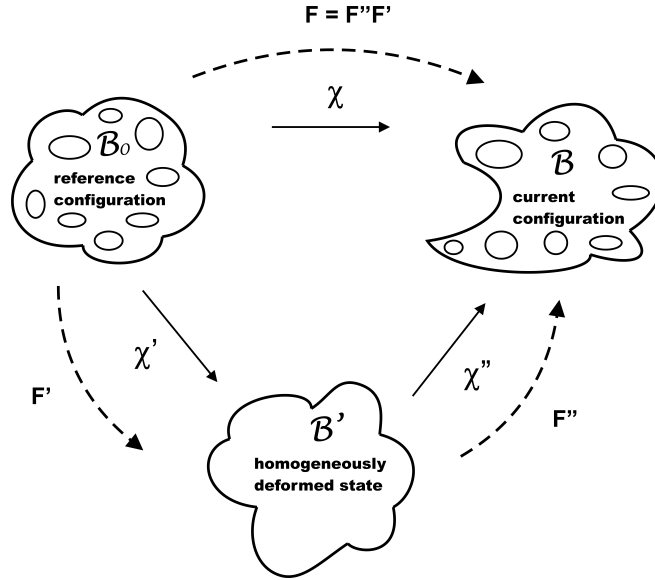 F = F”F’
χ
ℬ₀
reference
configuration
ℬ
current
configuration
χ’
χ”
F’
F”
ℬ’
homogeneously
deformed state